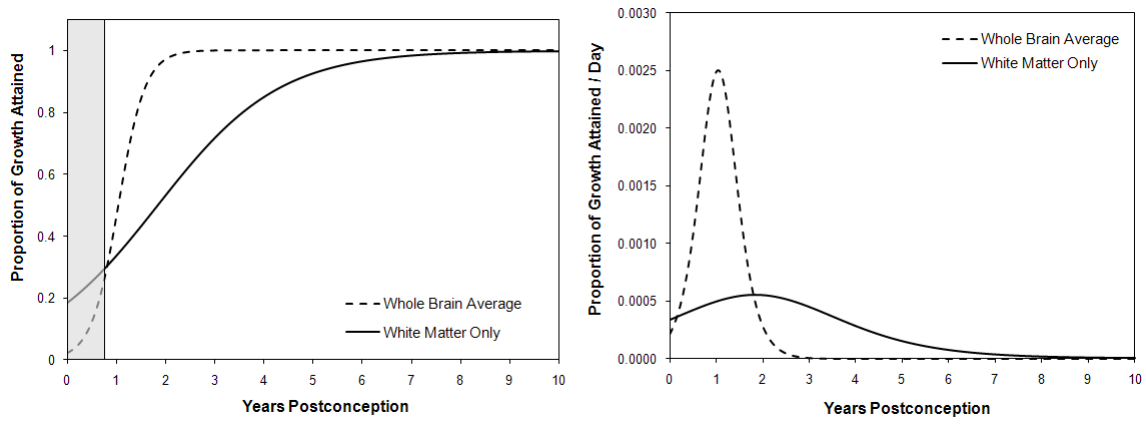 Proportion of Growth Attained
1
0.8
0.6
0.4
0.2
0
Whole Brain Average
White Matter Only
0 1 2 3 4 5 6 7 8 9 10
Years Postconception
Proportion of Growth Attained / Day
0.0030
0.0025
0.0020
0.0015
0.0010
0.0005
0.0000
Whole Brain Average
White Matter Only
0 1 2 3 4 5 6 7 8 9 10
Years Postconception